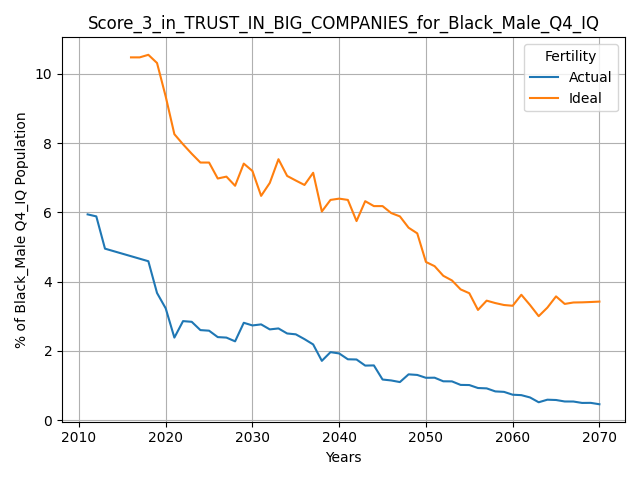 Score_3_in_TRUST_IN_BIG_COMPANIES_for_Black_Male_Q4_IQ
Fertility
Actual
Ideal
% of Black_Male Q4_IQ Population
10
8
6
4
2
0
2010 2020 2030 2040 2050 2060 2070
Years